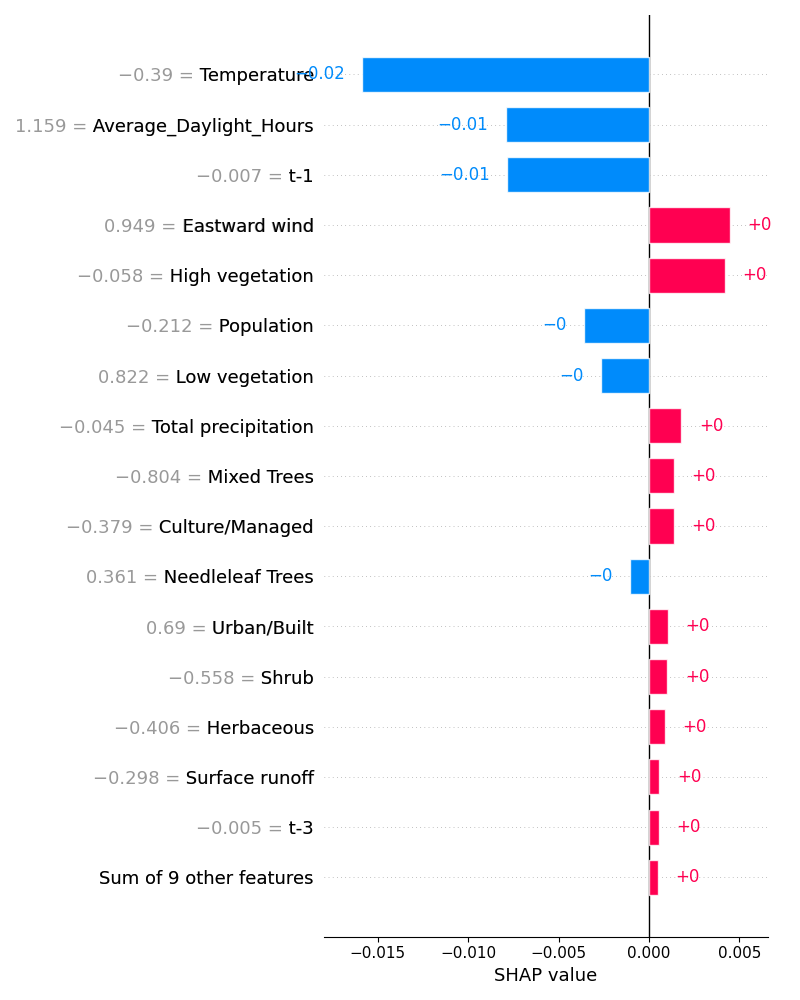 −0.39 = Temperature −0.02
1.159 = Average_Daylight_Hours −0.01
−0.007 = t-1 −0.01
0.949 = Eastward wind +0
−0.058 = High vegetation +0
−0.212 = Population −0
0.822 = Low vegetation −0
−0.045 = Total precipitation +0
−0.804 = Mixed Trees +0
−0.379 = Culture/Managed +0
0.361 = Needleleaf Trees −0
0.69 = Urban/Built +0
−0.558 = Shrub +0
−0.406 = Herbaceous +0
−0.298 = Surface runoff +0
−0.005 = t-3 +0
Sum of 9 other features +0
−0.015 −0.010 −0.005 0.000 0.005
SHAP value